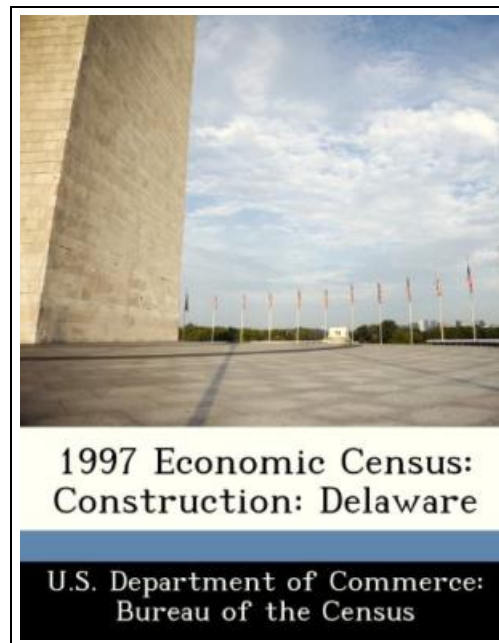 1997 Economic Census:
Construction: Delaware
U.S. Department of Commerce:
Bureau of the Census